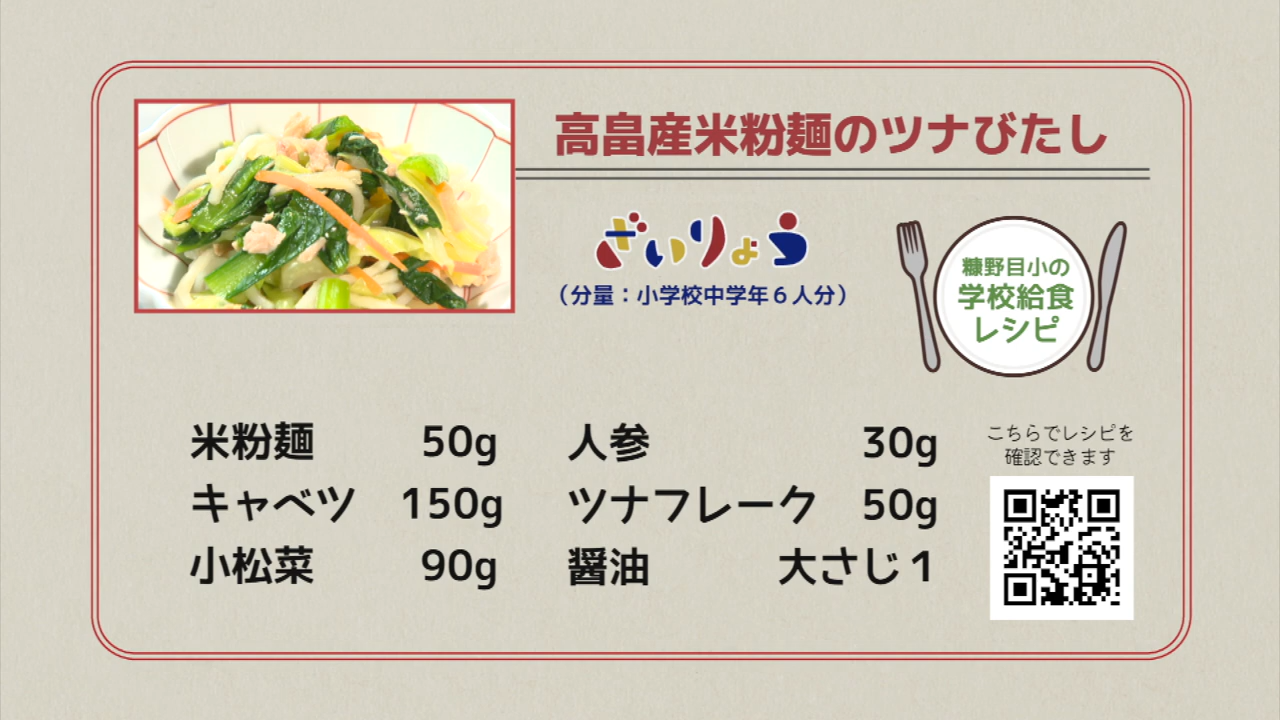 高畠産米粉麺のツナびたし
ざいりょう
（分量：小学校中学年６人分）
糠野目小の
学校給食
レシピ
米粉麺 50g
キャベツ 150g
小松菜 90g
人参 30g
ツナフレーク 50g
醤油 大さじ１
こちらでレシピを
確認できます